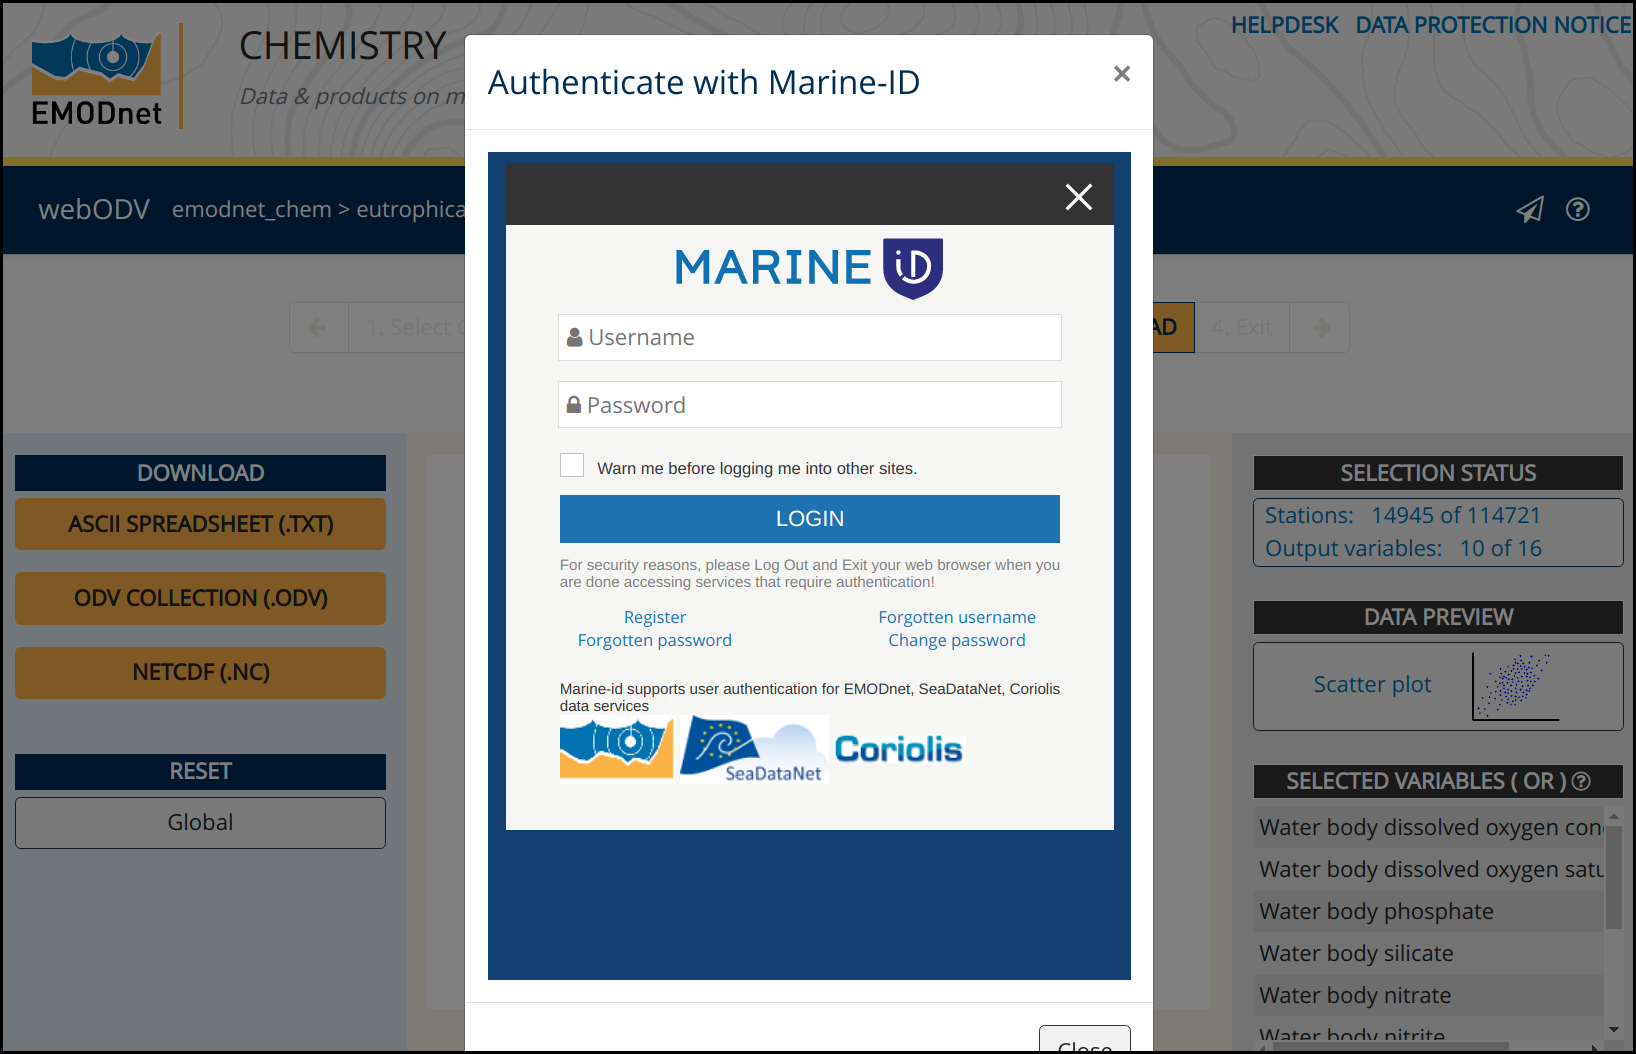 HELPDESK DATA PROTECTION NOTICE
EMODnet
CHEMISTRY
Data & products on m
Authenticate with Marine-ID
×
webODV emodnet_chem > eutrophica
MARINE iD
Username
Password
Warn me before logging me into other sites.
LOGIN
For security reasons, please Log Out and Exit your web browser when you
are done accessing services that require authentication!
Register Forgotten username
Forgotten password Change password
Marine-id supports user authentication for EMODnet, SeaDataNet, Coriolis
data services
SeaDataNet
Coriolis
Close
1. Select
AD 4. Exit
DOWNLOAD
ASCII SPREADSHEET (.TXT)
ODV COLLECTION (.ODV)
NETCDF (.NC)
RESET
Global
SELECTION STATUS
Stations: 14945 of 114721
Output variables: 10 of 16
DATA PREVIEW
Scatter plot
SELECTED VARIABLES ( OR )
Water body dissolved oxygen con
Water body dissolved oxygen satu
Water body phosphate
Water body silicate
Water body nitrate
Water body nitrite